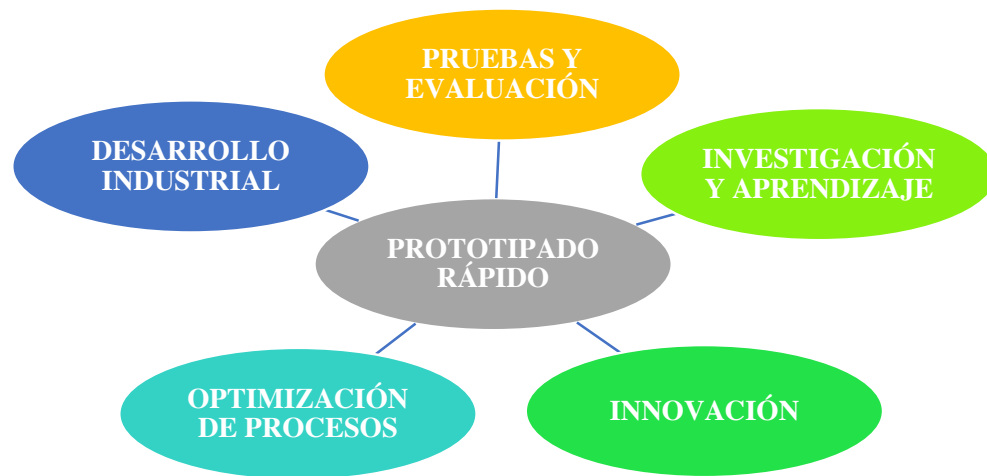 PRUEBAS Y
EVALUACIÓN
DESARROLLO
INDUSTRIAL
INVESTIGACIÓN
Y APRENDIZAJE
PROTOTIPADO
RÁPIDO
OPTIMIZACIÓN
DE PROCESOS
INNOVACIÓN